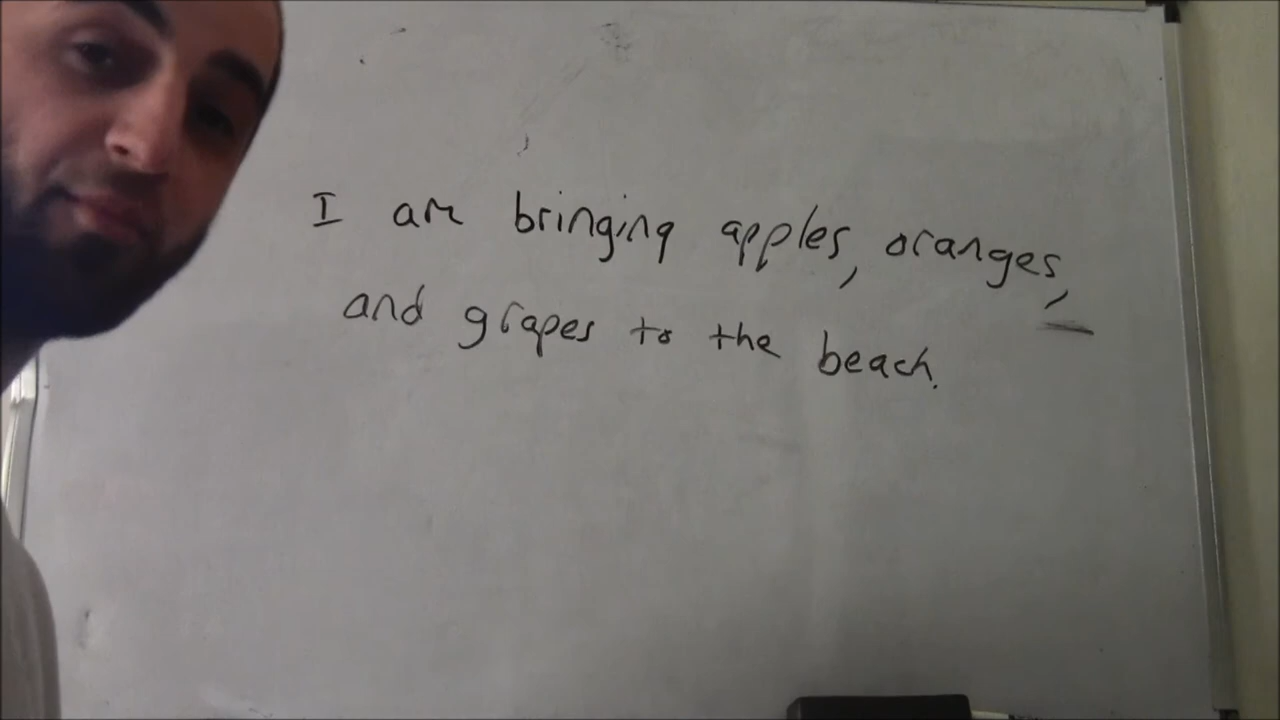 I am bringing apples, oranges,
and grapes to the beach.